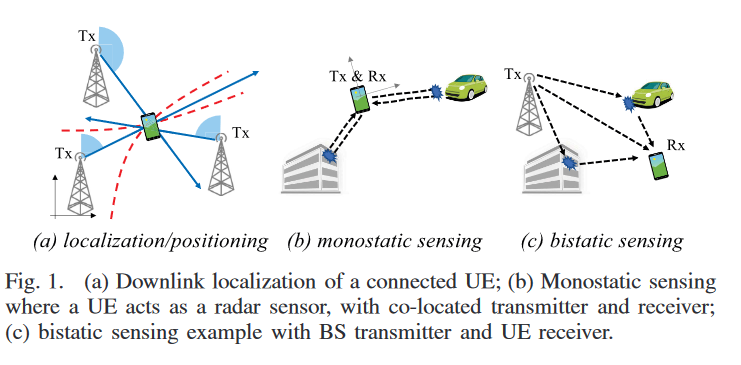 Tx
Tx
Tx
Tx & Rx
Tx
Rx
(a) localization/positioning (b) monostatic sensing (c) bistatic sensing
Fig. 1. (a) Downlink localization of a connected UE; (b) Monostatic sensing
where a UE acts as a radar sensor, with co-located transmitter and receiver;
(c) bistatic sensing example with BS transmitter and UE receiver.